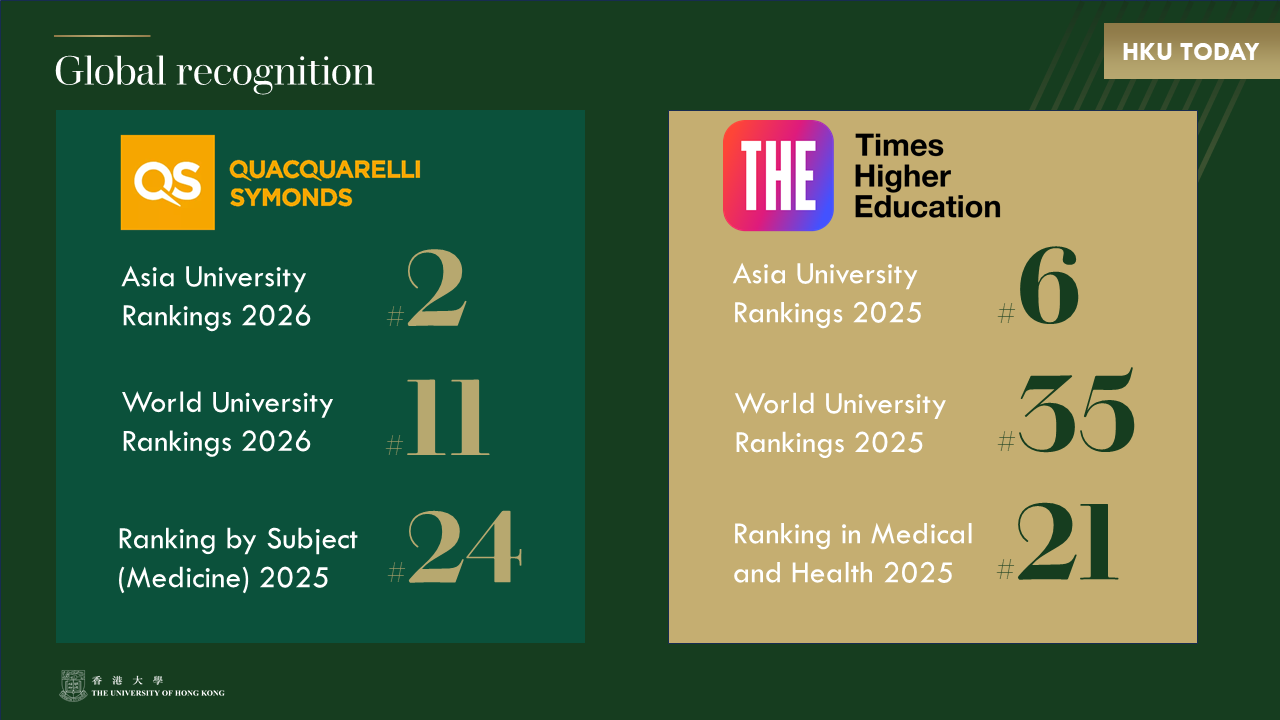 HKU TODAY
Global recognition
QS
QUACQUARELLI
SYMONDS
Asia University
Rankings 2026
#2
World University
Rankings 2026
#11
Ranking by Subject
(Medicine) 2025
#24
THE
Times
Higher
Education
Asia University
Rankings 2025
#6
World University
Rankings 2025
#35
Ranking in Medical
and Health 2025
#21
香港大學
THE UNIVERSITY OF HONG KONG